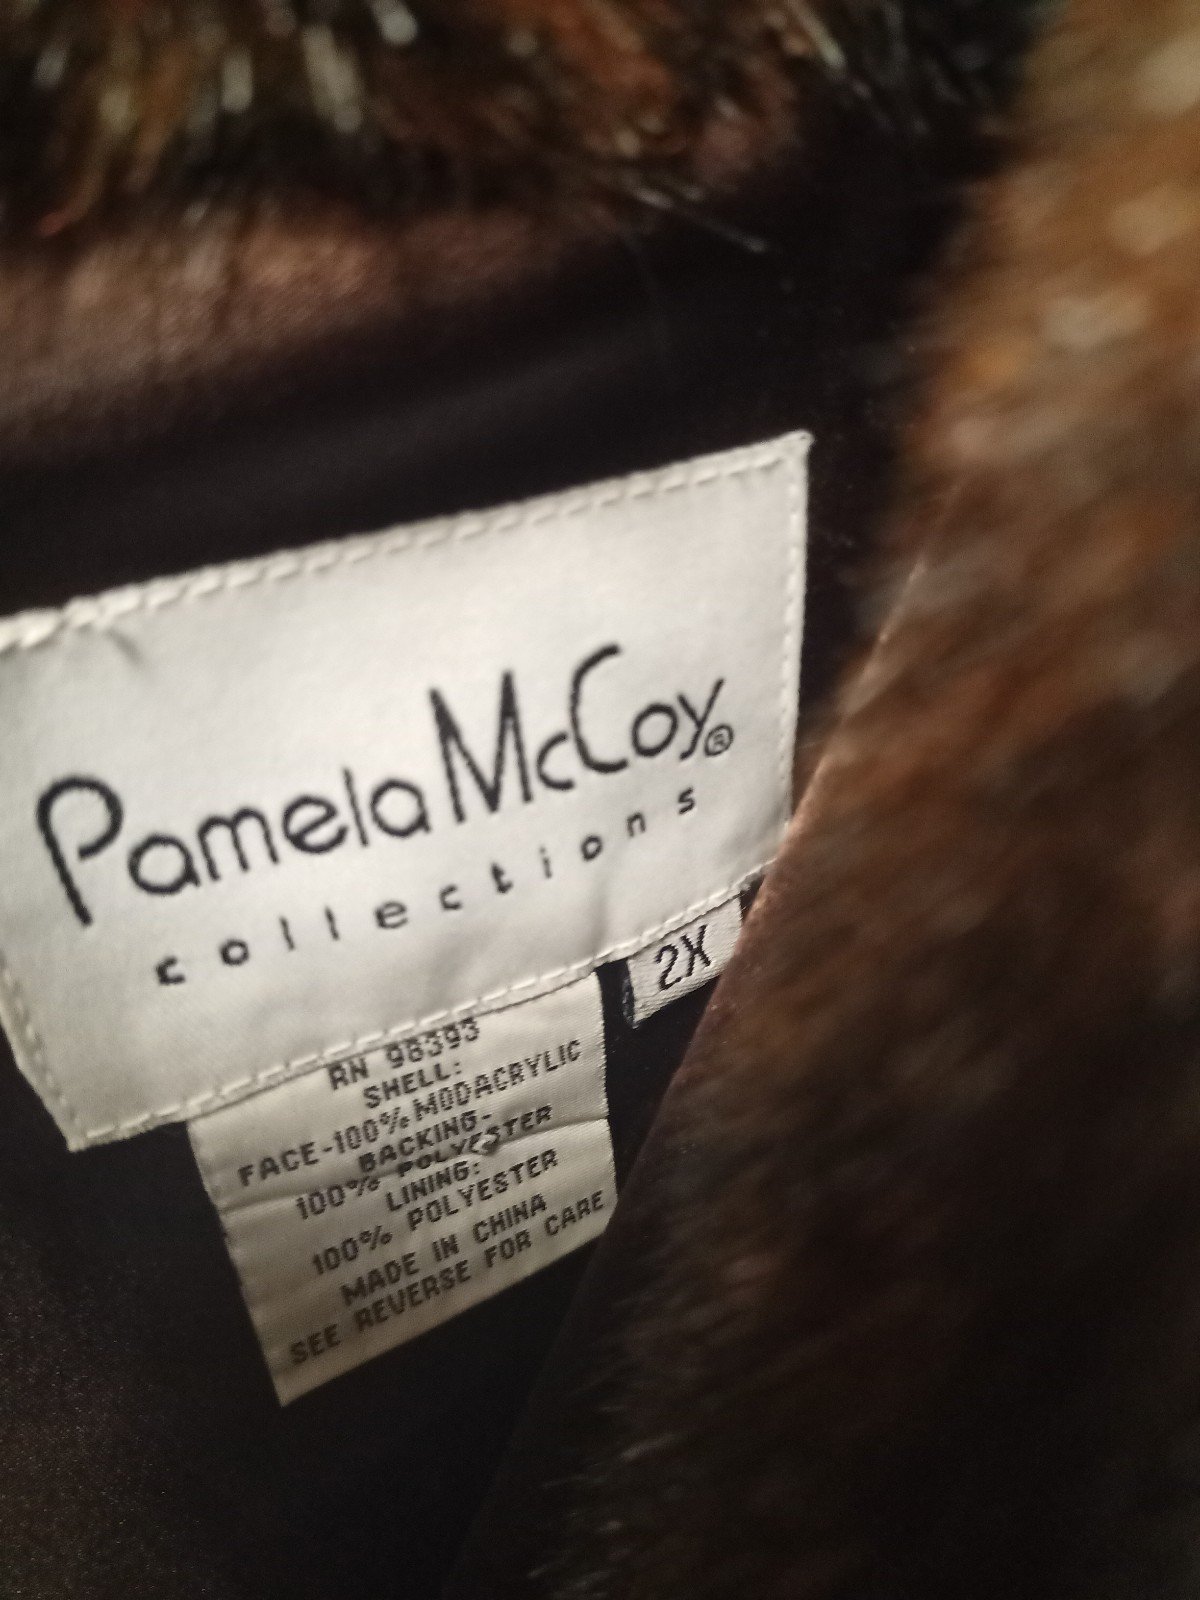 Pamela McCoy®
collections
2X
RN 98393
SHELL:
FACE-100% MODACRYLIC
BACKING-
100% POLYESTER
LINING:
100% POLYESTER
MADE IN CHINA
SEE REVERSE FOR CARE